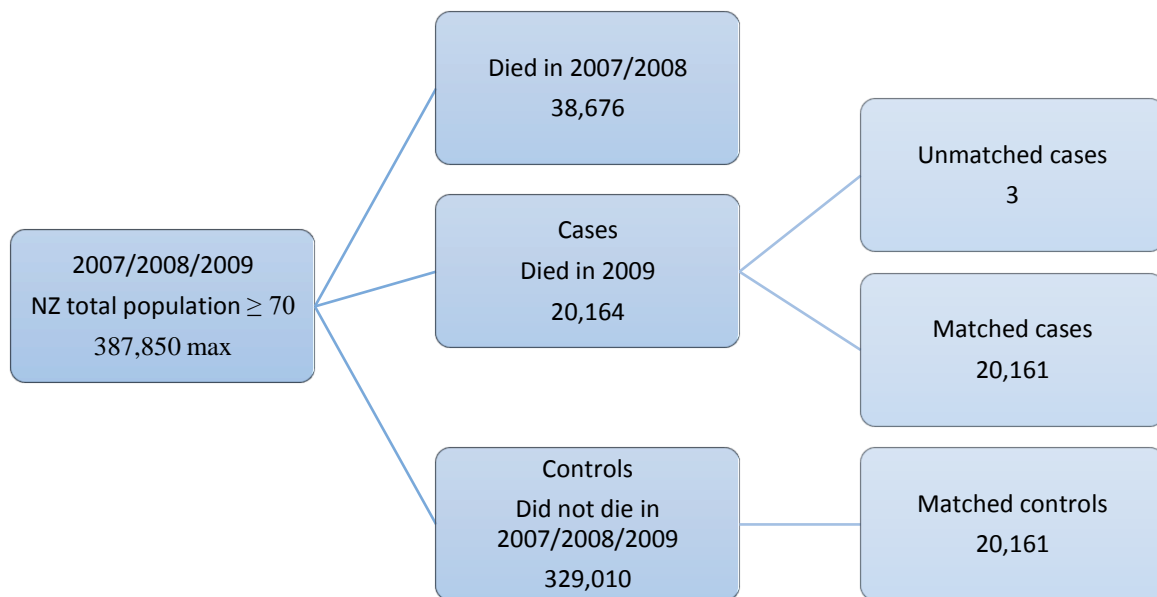 Died in 2007/2008
38,676
Unmatched cases
3
Cases
Died in 2009
20,164
2007/2008/2009
NZ total population ≥ 70
387,850 max
Matched cases
20,161
Controls
Did not die in
2007/2008/2009
329,010
Matched controls
20,161